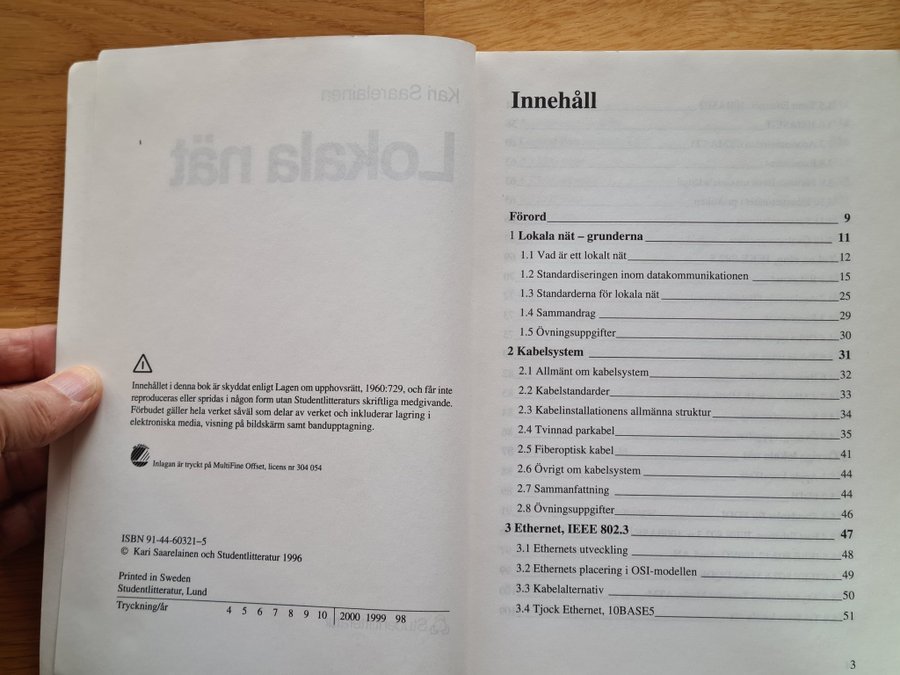 Kari Saarelainen
Lokala nät
Innehållet i denna bok är skyddat enligt Lagen om upphovsrätt, 1960:729, och får inte
reproduceras eller spridas i någon form utan Studentlitteraturs skriftliga medgivande.
Förbudet gäller hela verket såväl som delar av verket och inkluderar lagring i
elektroniska media, visning på bildskärm samt bandupptagning.
Inlagan är tryckt på MultiFine Offset, licens nr 304 054
ISBN 91-44-60321-5
© Kari Saarelainen och Studentlitteratur 1996
Printed in Sweden
Studentlitteratur, Lund
Tryckning/år 4 5 6 7 8 9 10 | 2000 1999 98
Studentlitteratur
Innehåll
Förord 9
1 Lokala nät – grunderna 11
1.1 Vad är ett lokalt nät 12
1.2 Standardiseringen inom datakommunikationen 15
1.3 Standarderna för lokala nät 25
1.4 Sammandrag 29
1.5 Övningsuppgifter 30
2 Kabelsystem 31
2.1 Allmänt om kabelsystem 32
2.2 Kabelstandarder 33
2.3 Kabelinstallationens allmänna struktur 34
2.4 Tvinnad parkabel 35
2.5 Fiberoptisk kabel 41
2.6 Övrigt om kabelsystem 44
2.7 Sammanfattning 44
2.8 Övningsuppgifter 46
3 Ethernet, IEEE 802.3 47
3.1 Ethernets utveckling 48
3.2 Ethernets placering i OSI-modellen 49
3.3 Kabelalternativ 50
3.4 Tjock Ethernet, 10BASE5 51
3